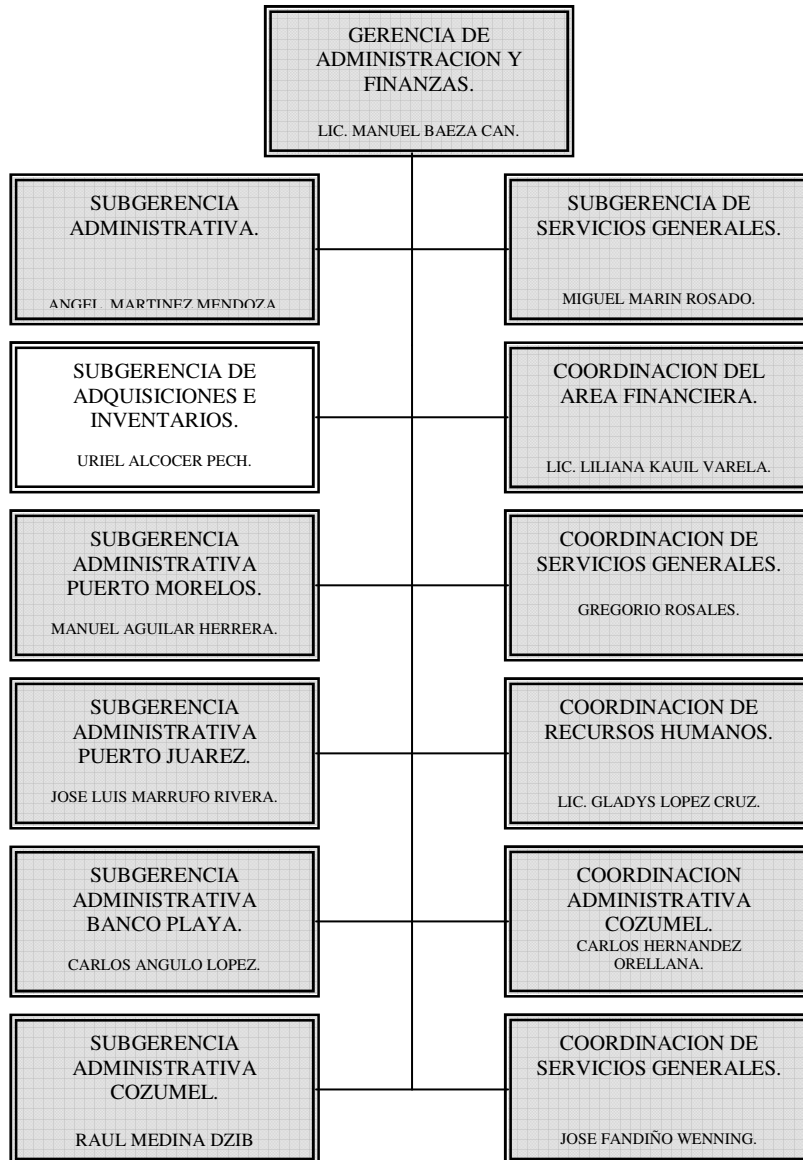 GERENCIA DE
ADMINISTRACION Y
FINANZAS.
LIC. MANUEL BAEZA CAN.
SUBGERENCIA
ADMINISTRATIVA.
ANGEL MARTINEZ MENDOZA
SUBGERENCIA DE
SERVICIOS GENERALES.
MIGUEL MARIN ROSADO.
SUBGERENCIA DE
ADQUISICIONES E
INVENTARIOS.
URIEL ALCOCER PECH.
COORDINACION DEL
AREA FINANCIERA.
LIC. LILIANA KAUIL VARELA.
SUBGERENCIA
ADMINISTRATIVA
PUERTO MORELOS.
MANUEL AGUILAR HERRERA.
COORDINACION DE
SERVICIOS GENERALES.
GREGORIO ROSALES.
SUBGERENCIA
ADMINISTRATIVA
PUERTO JUAREZ.
JOSE LUIS MARRUFO RIVERA.
COORDINACION DE
RECURSOS HUMANOS.
LIC. GLADYS LOPEZ CRUZ.
SUBGERENCIA
ADMINISTRATIVA
BANCO PLAYA.
CARLOS ANGULO LOPEZ.
COORDINACION
ADMINISTRATIVA
COZUMEL.
CARLOS HERNANDEZ
ORELLANA.
SUBGERENCIA
ADMINISTRATIVA
COZUMEL.
RAUL MEDINA DZIB
COORDINACION DE
SERVICIOS GENERALES.
JOSE FANDIÑO WENNING.